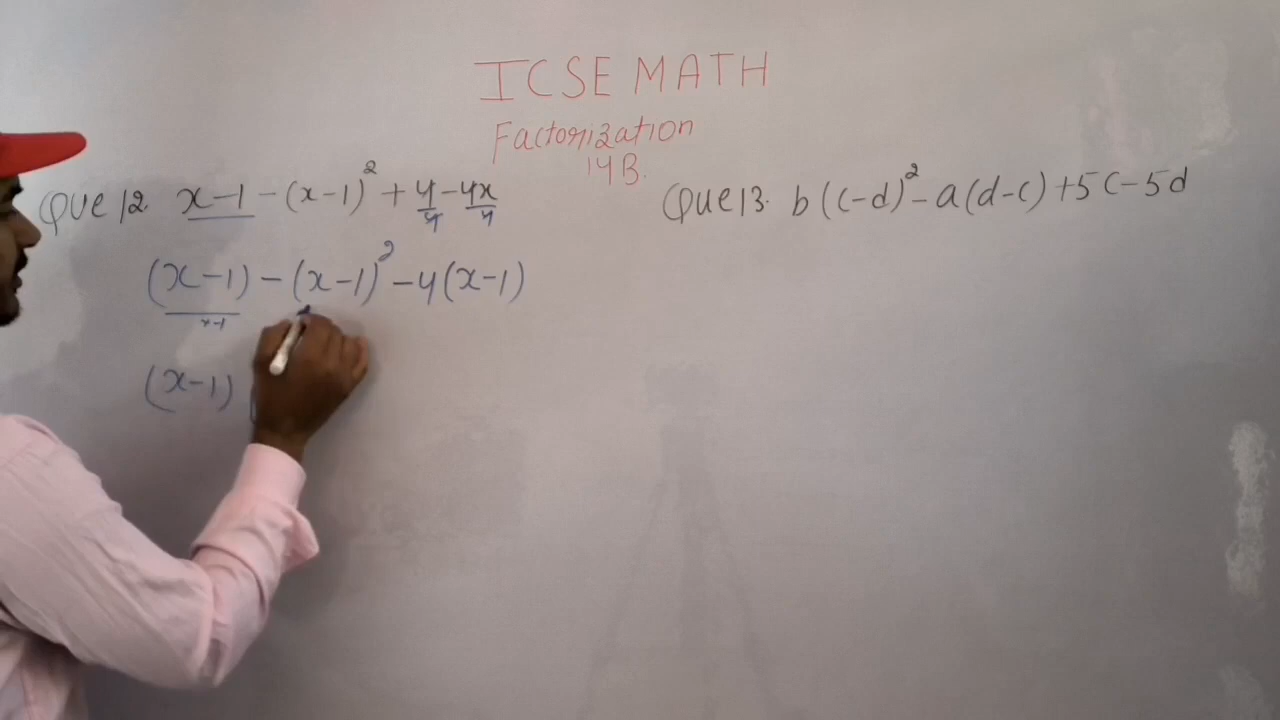 ICSE MATH
Factorization
14B.
QUE 12. x-1 - (x-1)² + 4 - 4x
4 4
(x-1) - (x-1)² - 4(x-1)
x-1
(x-1)
QUE 13. b(c-d)² - a(d-c) + 5c - 5d